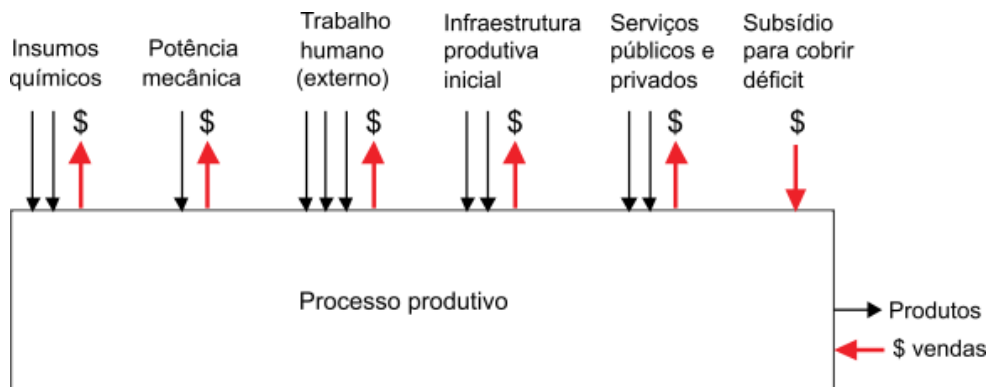 Insumos
químicos
Potência
mecânica
Trabalho
humano
(externo)
Infraestrutura
produtiva
inicial
Serviços
públicos e
privados
Subsídio
para cobrir
déficit
$
$
$
$
$
$
Processo produtivo
Produtos
$ vendas